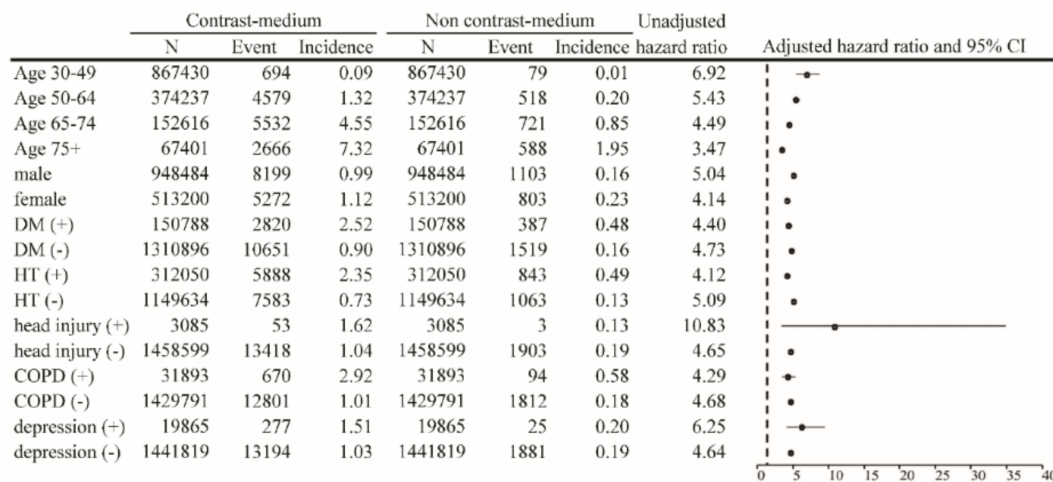 Contrast-medium Non contrast-medium Unadjusted
N Event Incidence N Event Incidence hazard ratio Adjusted hazard ratio and 95% CI
Age 30-49 867430 694 0.09 867430 79 0.01 6.92
Age 50-64 374237 4579 1.32 374237 518 0.20 5.43
Age 65-74 152616 5532 4.55 152616 721 0.85 4.49
Age 75+ 67401 2666 7.32 67401 588 1.95 3.47
male 948484 8199 0.99 948484 1103 0.16 5.04
female 513200 5272 1.12 513200 803 0.23 4.14
DM (+) 150788 2820 2.52 150788 387 0.48 4.40
DM (-) 1310896 10651 0.90 1310896 1519 0.16 4.73
HT (+) 312050 5888 2.35 312050 843 0.49 4.12
HT (-) 1149634 7583 0.73 1149634 1063 0.13 5.09
head injury (+) 3085 53 1.62 3085 3 0.13 10.83
head injury (-) 1458599 13418 1.04 1458599 1903 0.19 4.65
COPD (+) 31893 670 2.92 31893 94 0.58 4.29
COPD (-) 1429791 12801 1.01 1429791 1812 0.18 4.68
depression (+) 19865 277 1.51 19865 25 0.20 6.25
depression (-) 1441819 13194 1.03 1441819 1881 0.19 4.64
0 5 10 15 20 25 30 35 40